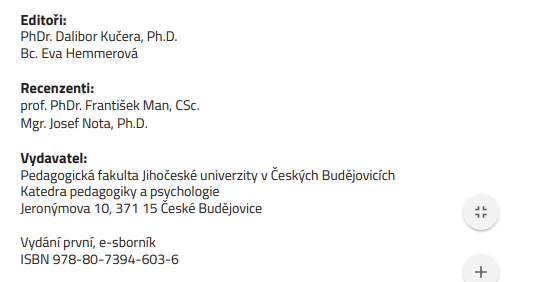 Editoři:
PhDr. Dalibor Kučera, Ph.D.
Bc. Eva Hemmerová
Recenzenti:
prof. PhDr. František Man, CSc.
Mgr. Josef Nota, Ph.D.
Vydavatel:
Pedagogická fakulta Jihočeské univerzity v Českých Budějovicích
Katedra pedagogiky a psychologie
Jeronýmova 10, 371 15 České Budějovice
Vydání první, e-sborník
ISBN 978-80-7394-603-6